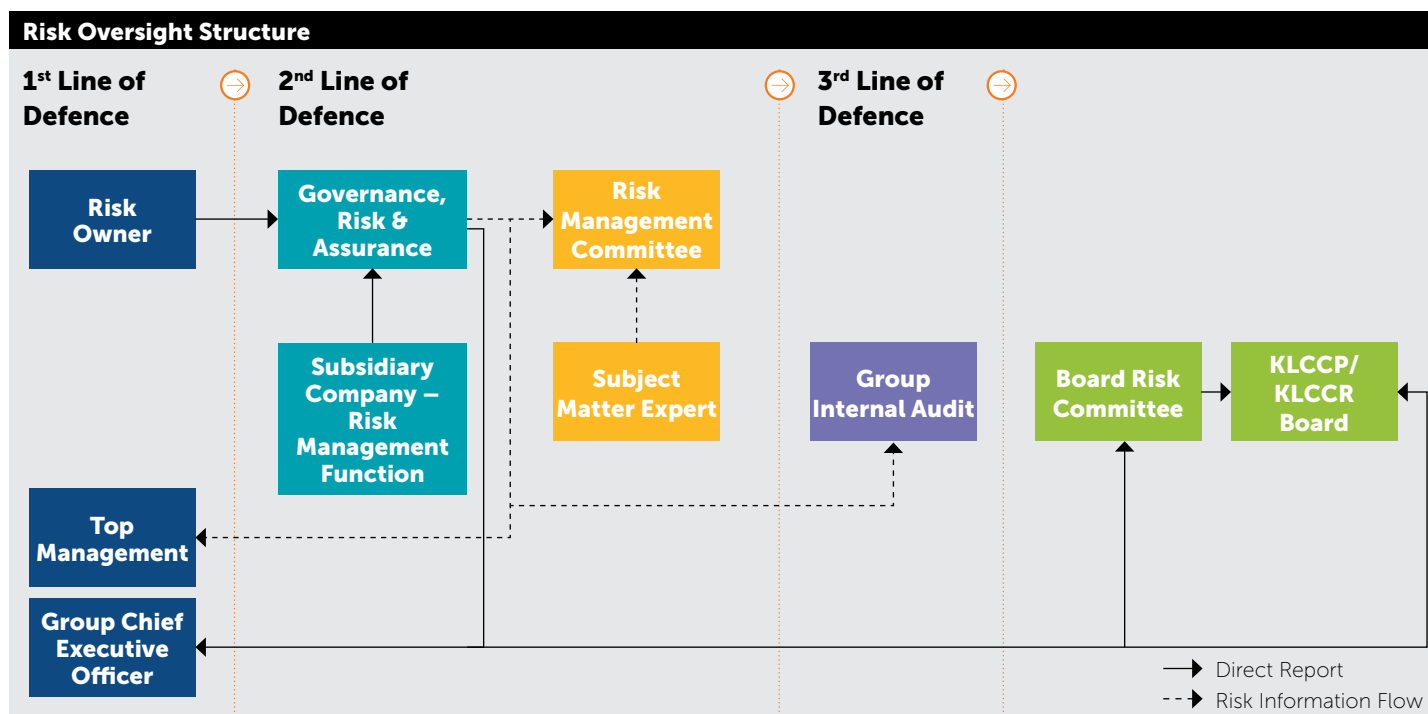 Risk Oversight Structure
1st Line of
Defence
2nd Line of
Defence
3rd Line of
Defence
Risk
Owner
Governance,
Risk &
Assurance
Risk
Management
Committee
Subsidiary
Company –
Risk
Management
Function
Subject
Matter Expert
Group
Internal Audit
Board Risk
Committee
KLCCP/
KLCCR
Board
Top
Management
Group Chief
Executive
Officer
Direct Report
Risk Information Flow